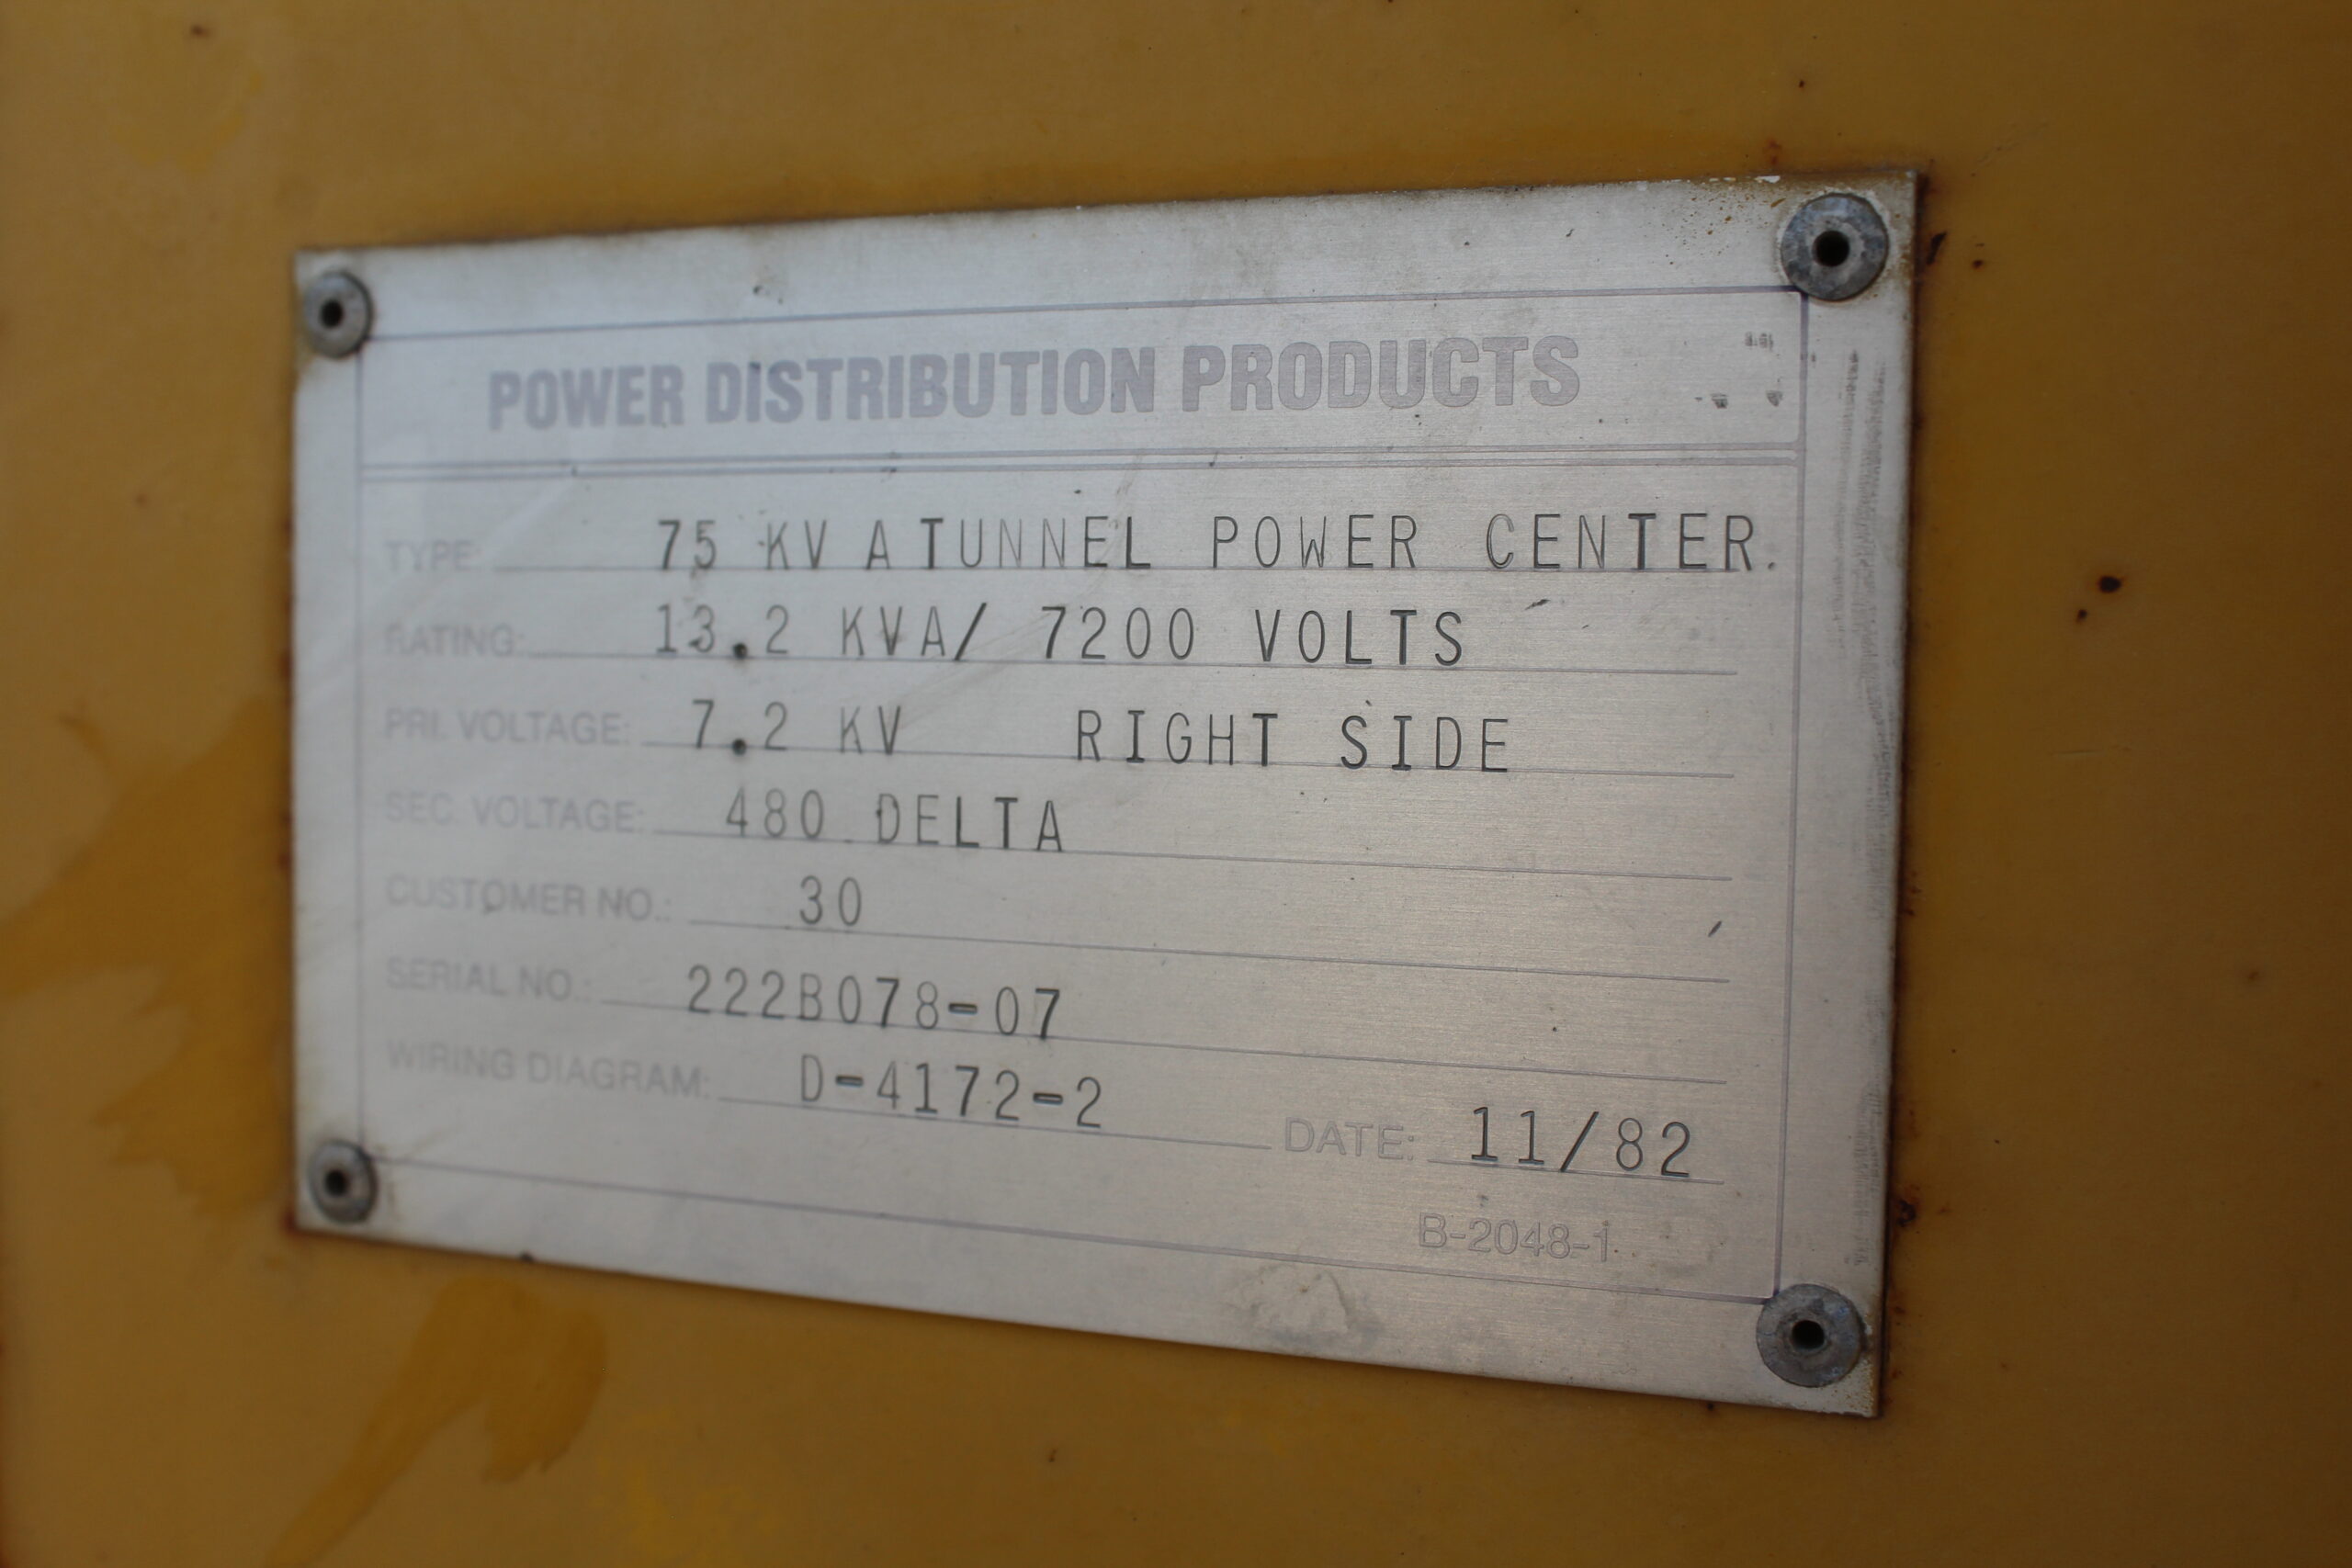 POWER DISTRIBUTION PRODUCTS
TYPE: 75 KV A TUNNEL POWER CENTER.
RATING: 13.2 KVA/ 7200 VOLTS
PRI. VOLTAGE: 7.2 KV RIGHT SIDE
SEC. VOLTAGE: 480 DELTA
CUSTOMER NO.: 30
SERIAL NO.: 222B078-07
WIRING DIAGRAM: D-4172-2 DATE: 11/82
B-2048-1